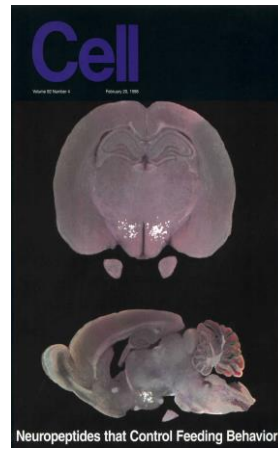 Cell
Volume 92 Number 4 February 20, 1998
Neuropeptides that Control Feeding Behavior